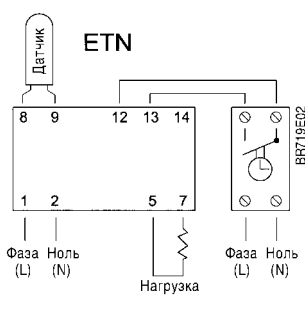 Датчик
ETN
8 9 12 13 14
BR719E02
1 2 5 7
Фаза Ноль Фаза Ноль
(L) (N) (L) (N)
Нагрузка